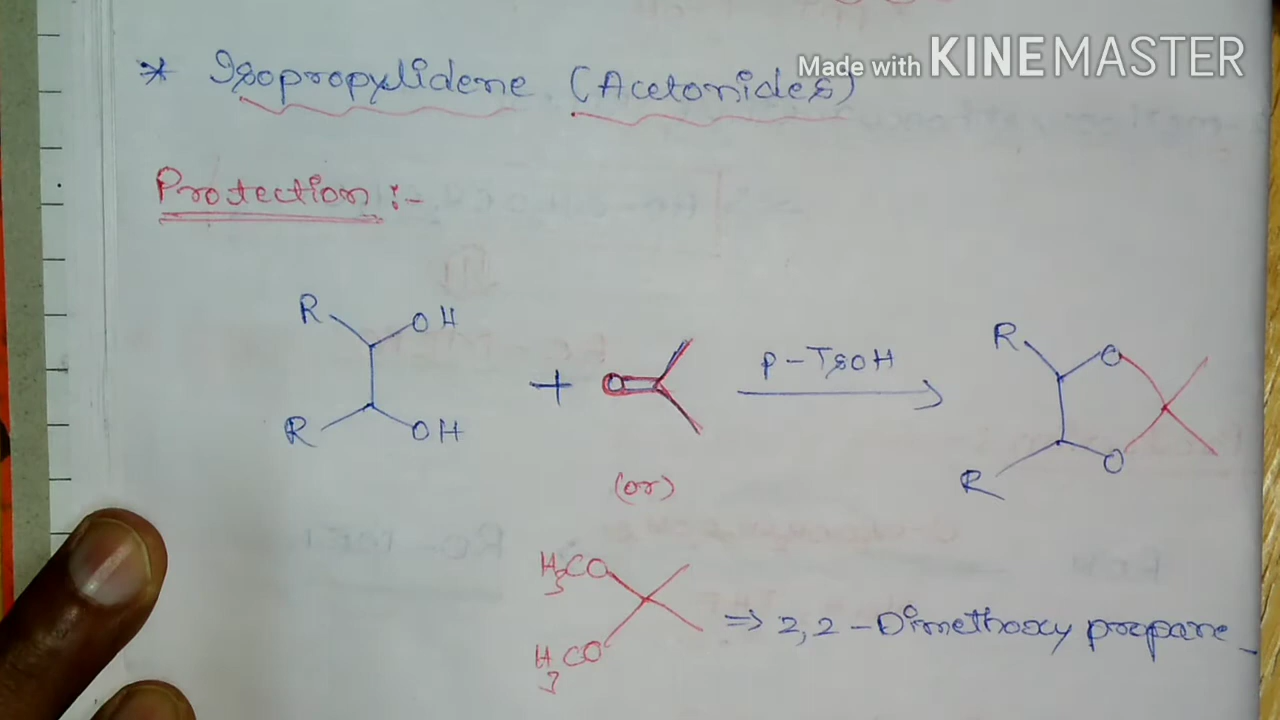 Made with KINEMASTER
* Isopropylidene (Acetonides)
Protection :-
R OH
R OH
+
O
p-TsOH
R O
R O
(or)
H3CO
H3CO
⇒ 2,2-Dimethoxy propane